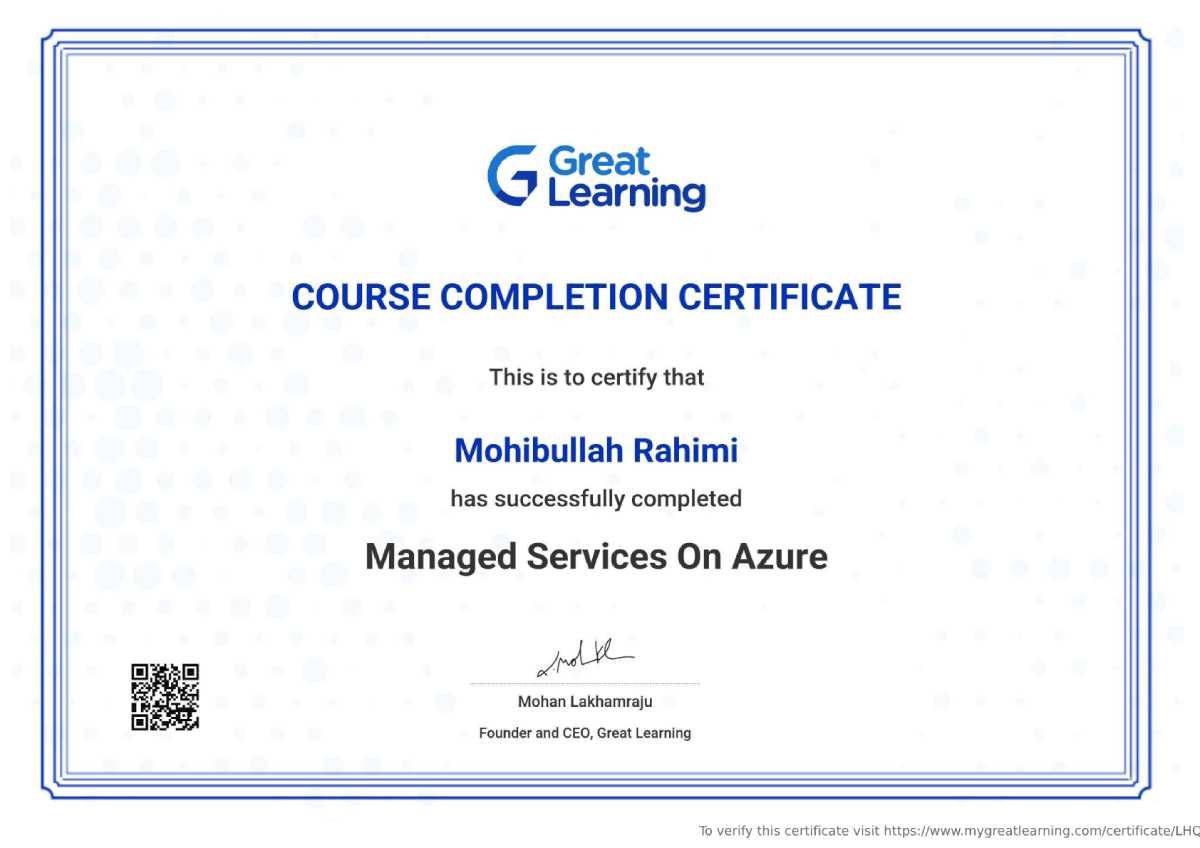 Great
Learning
COURSE COMPLETION CERTIFICATE
This is to certify that
Mohibullah Rahimi
has successfully completed
Managed Services On Azure
Mohan Lakhamraju
Founder and CEO, Great Learning
To verify this certificate visit https://www.mygreatlearning.com/certificate/LHQ